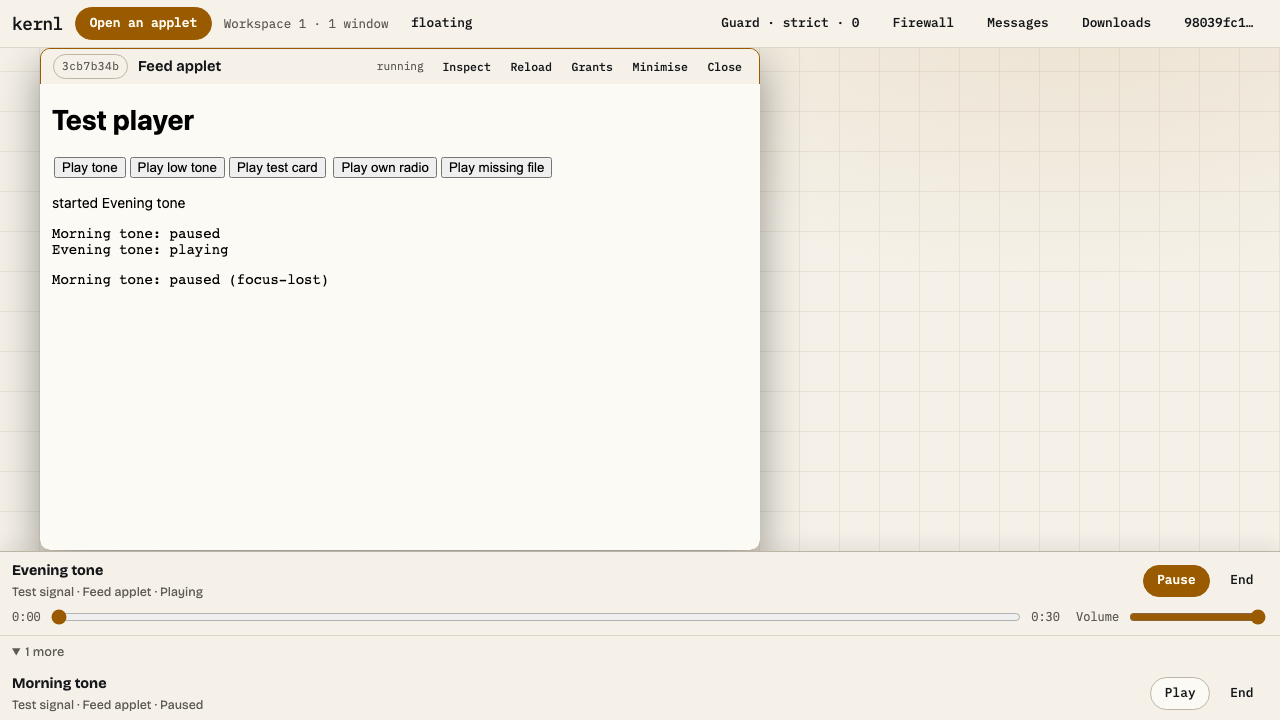 kernl Open an applet Workspace 1 · 1 window floating Guard · strict · 0 Firewall Messages Downloads 98039fc1…
3cb7b34b Feed applet running Inspect Reload Grants Minimise Close
Test player
Play tone Play low tone Play test card Play own radio Play missing file
started Evening tone
Morning tone: paused
Evening tone: playing
Morning tone: paused (focus-lost)
Evening tone
Test signal · Feed applet · Playing
Pause End
0:00 0:30 Volume
▼ 1 more
Morning tone
Test signal · Feed applet · Paused
Play End